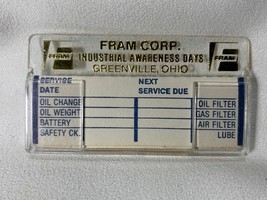 FRAM CORP.
FRAM INDUSTRIAL AWARENESS DAYS FRAM
GREENVILLE, OHIO
SERVICE NEXT
DATE SERVICE DUE
OIL CHANGE OIL FILTER
OIL WEIGHT GAS FILTER
BATTERY AIR FILTER
SAFETY CK. LUBE